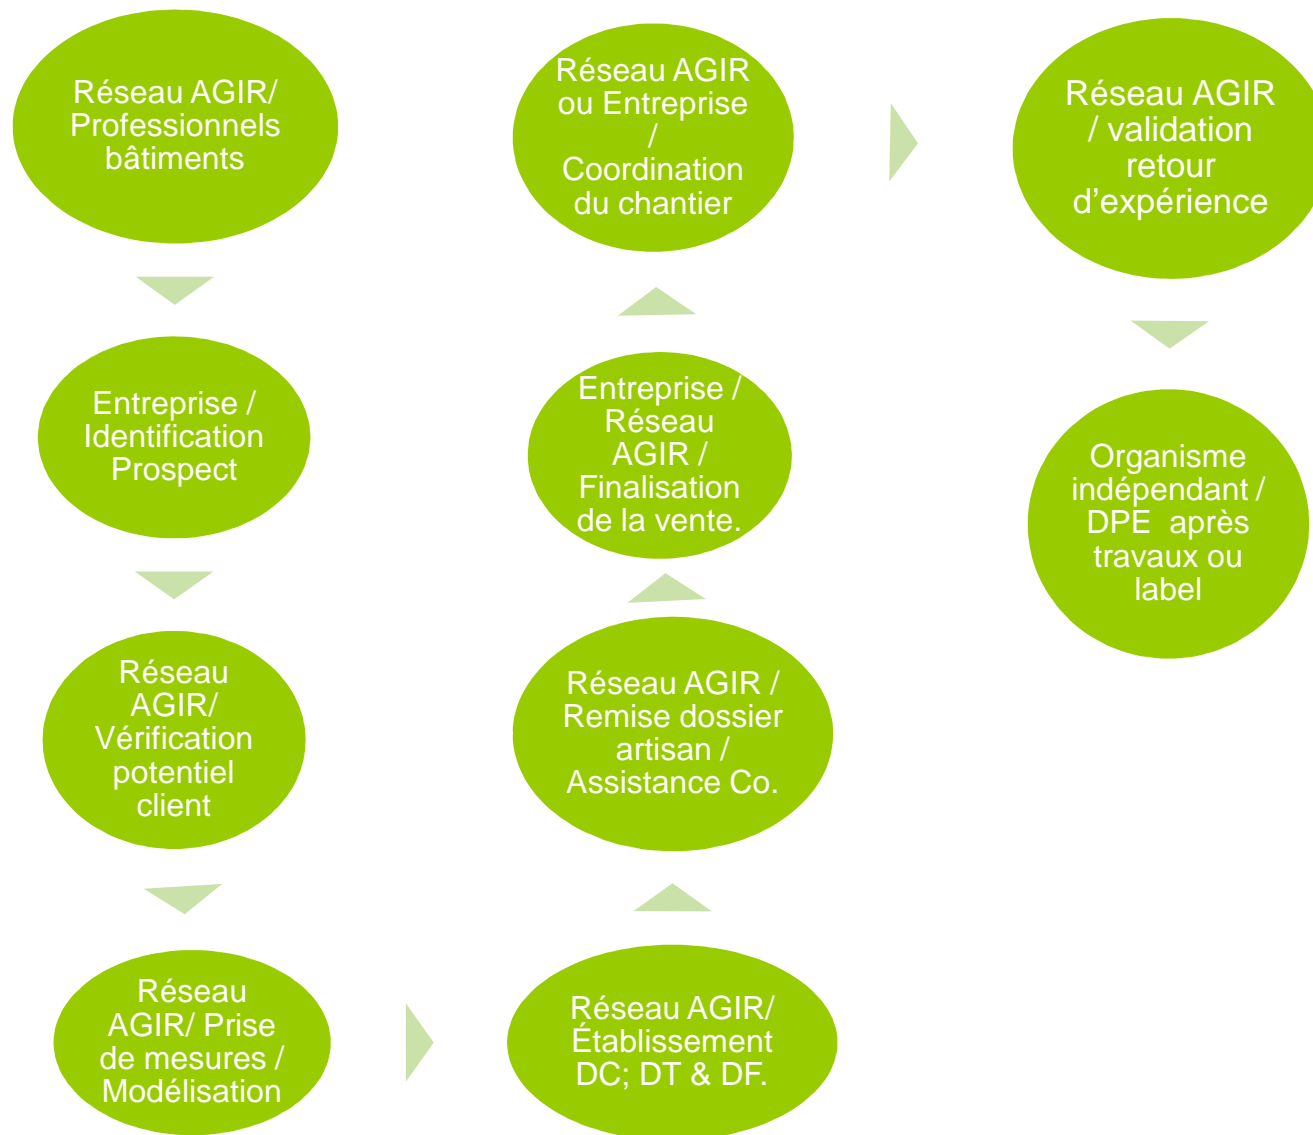 Réseau AGIR/
Professionnels
bâtiments
Entreprise /
Identification
Prospect
Réseau
AGIR/
Vérification
potentiel
client
Réseau
AGIR/ Prise
de mesures /
Modélisation
Réseau AGIR/
Établissement
DC; DT & DF.
Réseau AGIR /
Remise dossier
artisan /
Assistance Co.
Entreprise /
Réseau
AGIR /
Finalisation
de la vente.
Réseau AGIR
ou Entreprise
/
Coordination
du chantier
Réseau AGIR
/ validation
retour
d’expérience
Organisme
indépendant /
DPE  après
travaux ou
label